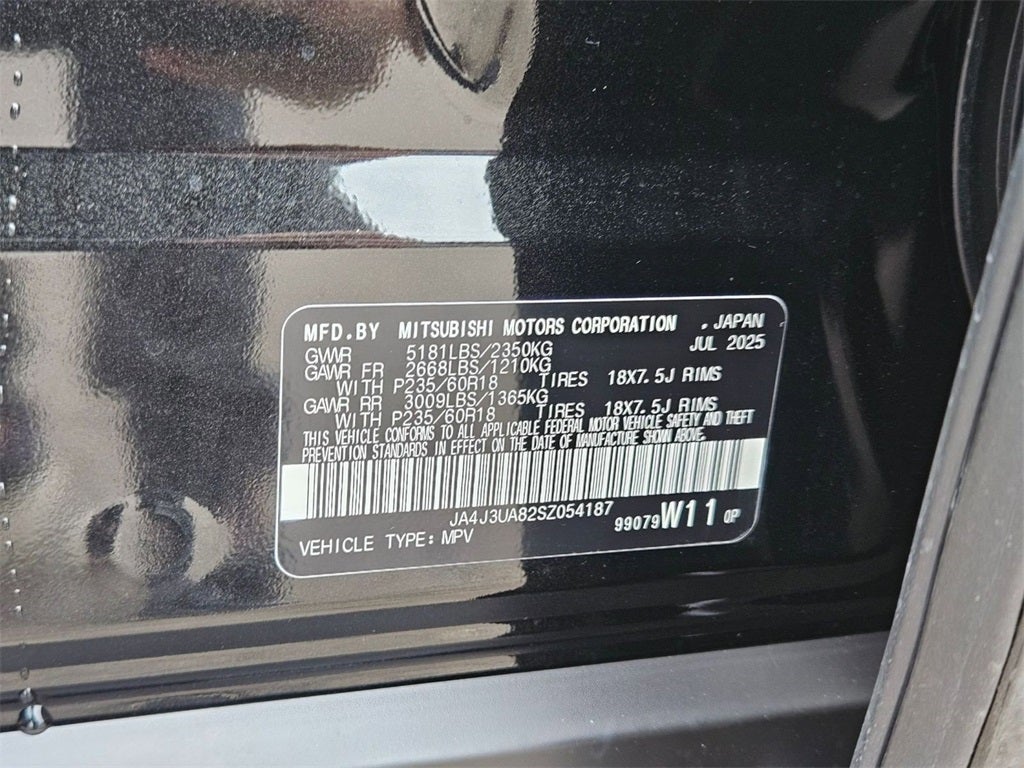 MFD.BY MITSUBISHI MOTORS CORPORATION .JAPAN
JUL 2025
GVWR 5181LBS/2350KG
GAWR FR 2668LBS/1210KG
WITH P235/60R18 TIRES 18X7.5J RIMS
GAWR RR 3009LBS/1365KG
WITH P235/60R18 TIRES 18X7.5J RIMS
THIS VEHICLE CONFORMS TO ALL APPLICABLE FEDERAL MOTOR VEHICLE SAFETY AND THEFT
PREVENTION STANDARDS IN EFFECT ON THE DATE OF MANUFACTURE SHOWN ABOVE.
JA4J3UA82SZ054187
99079W11 0P
VEHICLE TYPE: MPV